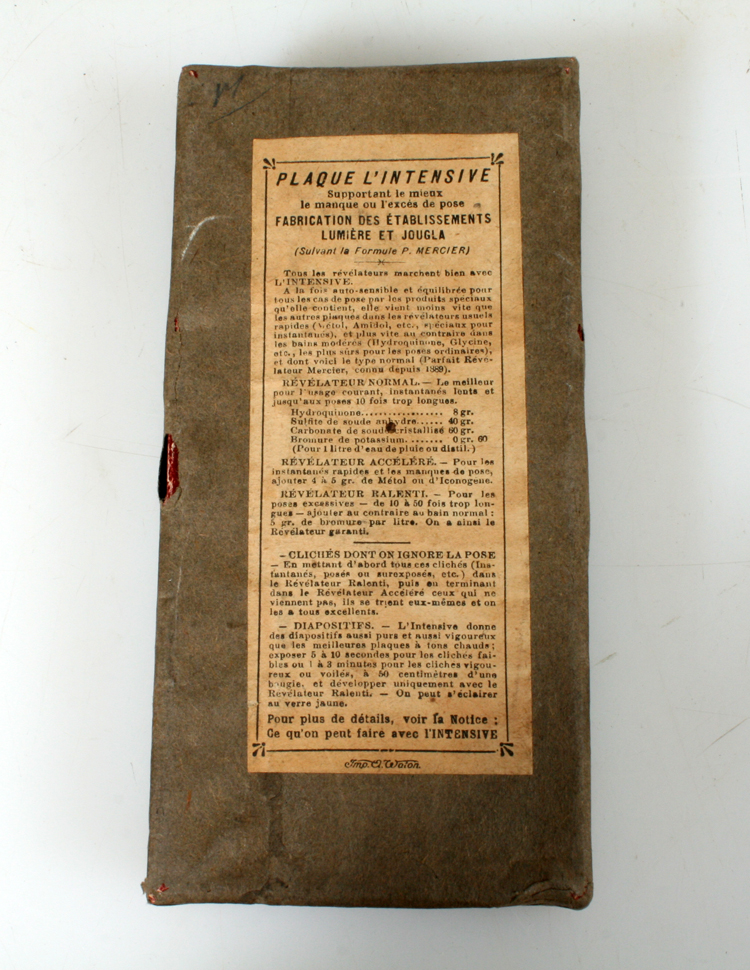 PLAQUE L'INTENSIVE
Supportant le mieux
le manque ou l'excès de pose
FABRICATION DES ÉTABLISSEMENTS
LUMIÈRE ET JOUGLA
(Suivant la Formule P. MERCIER)
Tous les révélateurs marchent bien avec
L'INTENSIVE.
A la fois auto-sensible et équilibrée pour
tous les cas de pose par les produits spéciaux
qu'elle contient, elle vient moins vite que
les autres plaques dans les révélateurs usuels
rapides (Métol, Amidol, etc., spéciaux pour
instantanés), et plus vite au contraire dans
les bains modérés (Hydroquinone, Glycine,
etc., les plus sûrs pour les poses ordinaires),
et dont voici le type normal (Parfait Révé-
lateur Mercier, connu depuis 1889).
RÉVÉLATEUR NORMAL. — Le meilleur
pour l'usage courant, instantanés lents et
jusqu'aux poses 10 fois trop longues.
Hydroquinone................ 8 gr.
Sulfite de soude anhydre...... 40 gr.
Carbonate de soude cristallisé 60 gr.
Bromure de potassium........ 0 gr. 60
(Pour 1 litre d'eau de pluie ou distil.)
RÉVÉLATEUR ACCÉLÉRÉ. — Pour les
instantanés rapides et les manques de pose,
ajouter 4 à 5 gr. de Métol ou d'Iconogene.
RÉVÉLATEUR RALENTI. — Pour les
poses excessives — de 10 à 50 fois trop lon-
gues — ajouter au contraire au bain normal :
5 gr. de bromure par litre. On a ainsi le
Révélateur garanti.
— CLICHÉS DONT ON IGNORE LA POSE
— En mettant d'abord tous ces clichés (Ins-
tantanés, posés ou surexposés, etc.) dans
le Révélateur Ralenti, puis en terminant
dans le Révélateur Accéléré ceux qui ne
viennent pas, ils se trient eux-mêmes et on
les a tous excellents.
— DIAPOSITIFS. — L'Intensive donne
des diapositifs aussi purs et aussi vigoureux
que les meilleures plaques à tons chauds ;
exposer 5 à 10 secondes pour les clichés fai-
bles ou 1 à 3 minutes pour les clichés vigou-
reux ou voilés, à 50 centimètres d'une
bougie, et développer uniquement avec le
Révélateur Ralenti. — On peut s'éclairer
au verre jaune.
Pour plus de détails, voir la Notice :
Ce qu'on peut faire avec l'INTENSIVE
Imp.